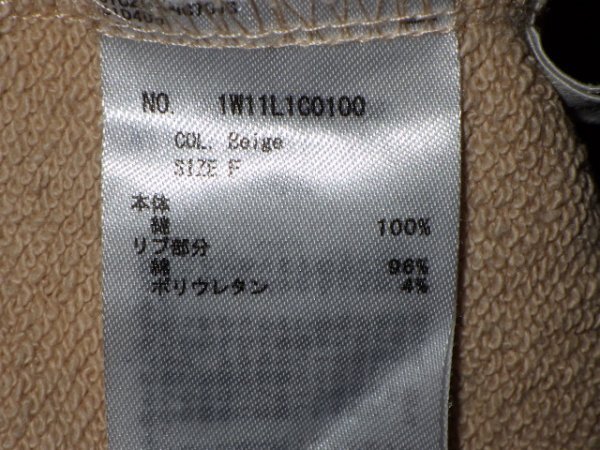 NO. 1W11L1C0100
COL. Beige
SIZE F
本体
綿 100%
リブ部分
綿 96%
ポリウレタン 4%